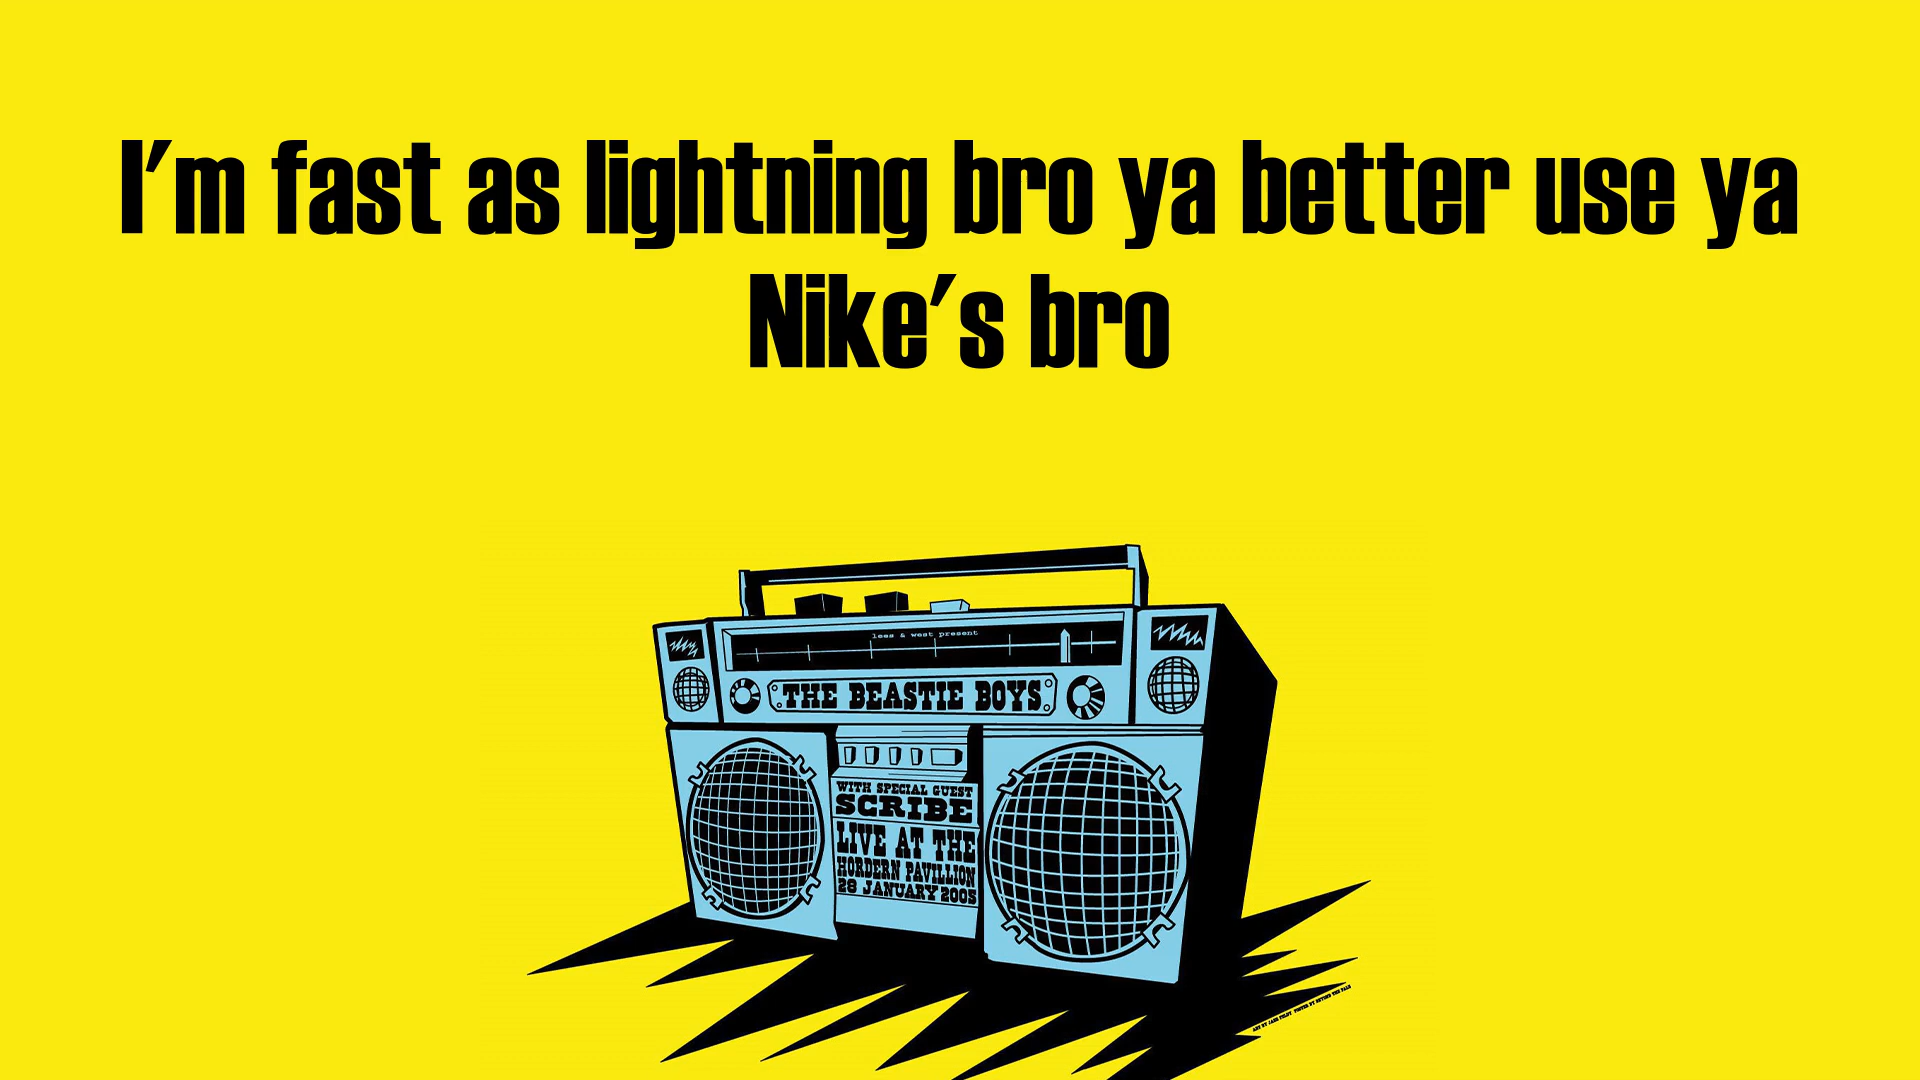 I'm fast as lightning bro ya better use ya
Nike's bro
lees & west present
THE BEASTIE BOYS
WITH SPECIAL GUEST
SCRIBE
LIVE AT THE
HORDERN PAVILLION
28 JANUARY 2005